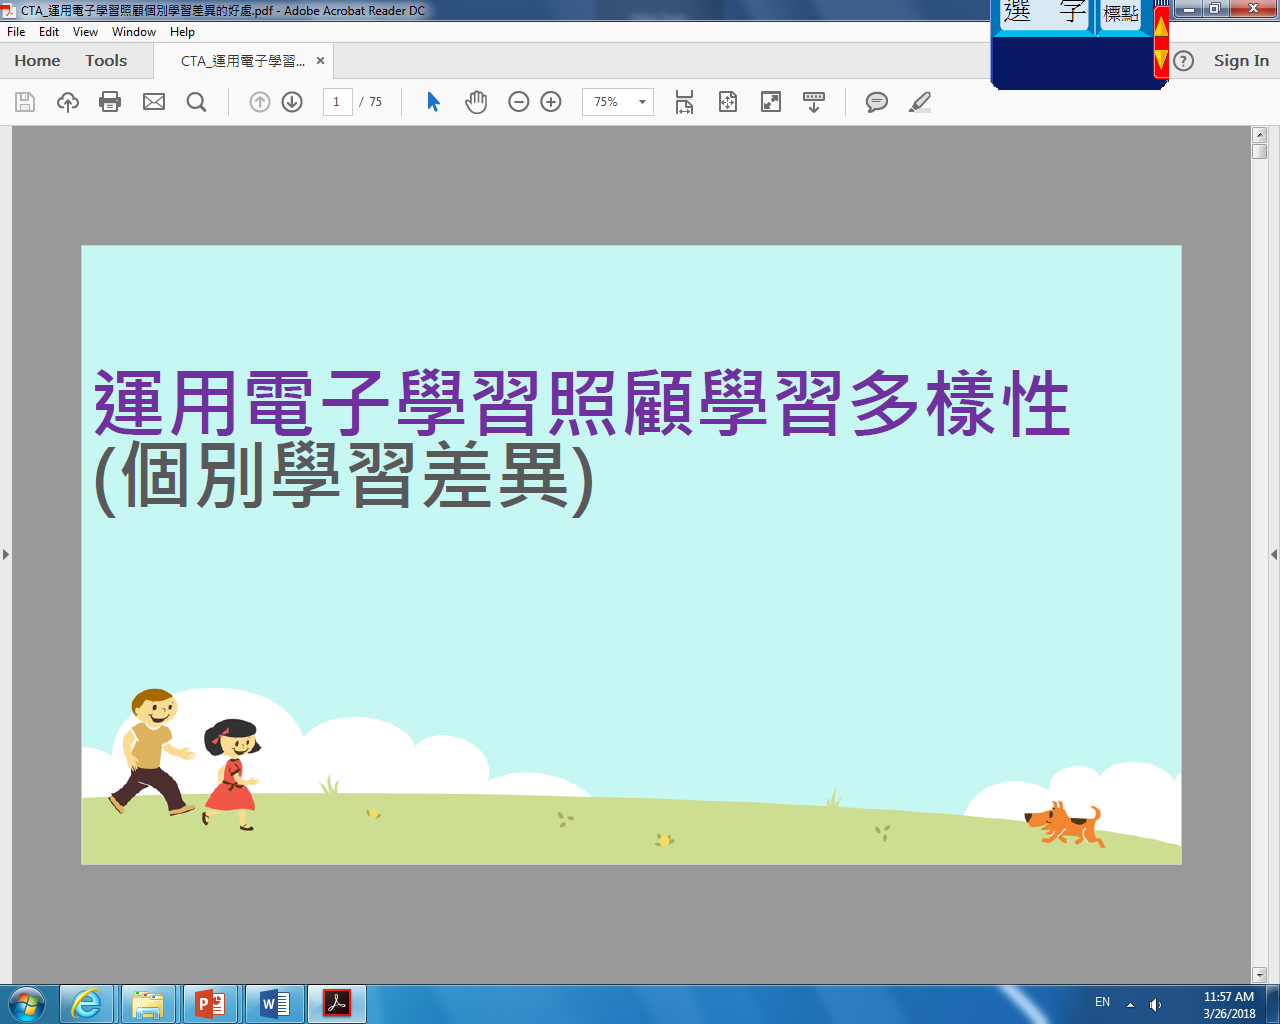 CTA_運用電子學習照顧個別學習差異的好處.pdf - Adobe Acrobat Reader DC
選 字 標點
File Edit View Window Help
Home Tools CTA_運用電子學習... × ? Sign In
1 / 75 75%
運用電子學習照顧學習多樣性
(個別學習差異)
EN 11:57 AM
3/26/2018